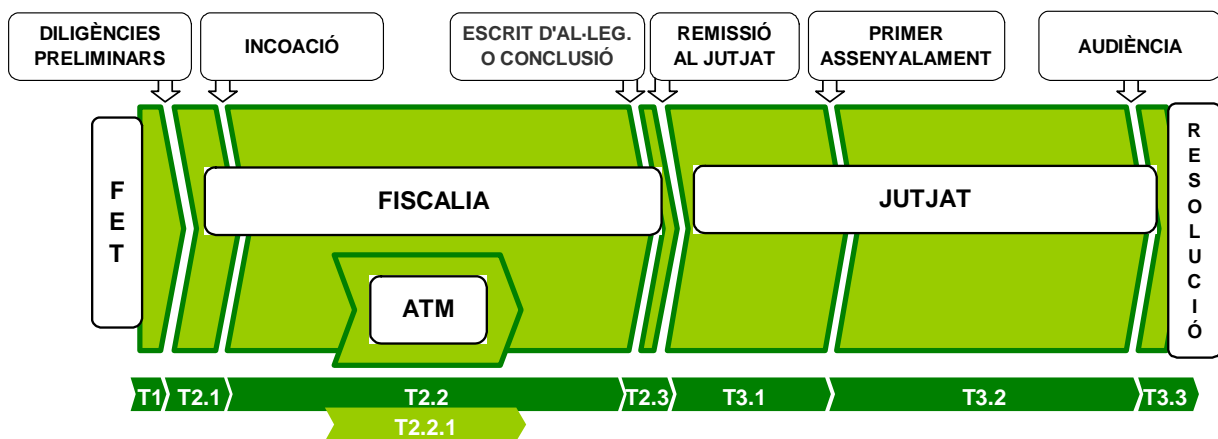 DILIGÈNCIES
PRELIMINARS
INCOACIÓ
ESCRIT D'AL·LEG.
O CONCLUSIÓ
REMISSIÓ
AL JUTJAT
PRIMER
ASSENYALAMENT
AUDIÈNCIA
FET
FISCALIA
JUTJAT
RESOLUCIÓ
ATM
T1
T2.1
T2.2
T2.3
T3.1
T3.2
T3.3
T2.2.1